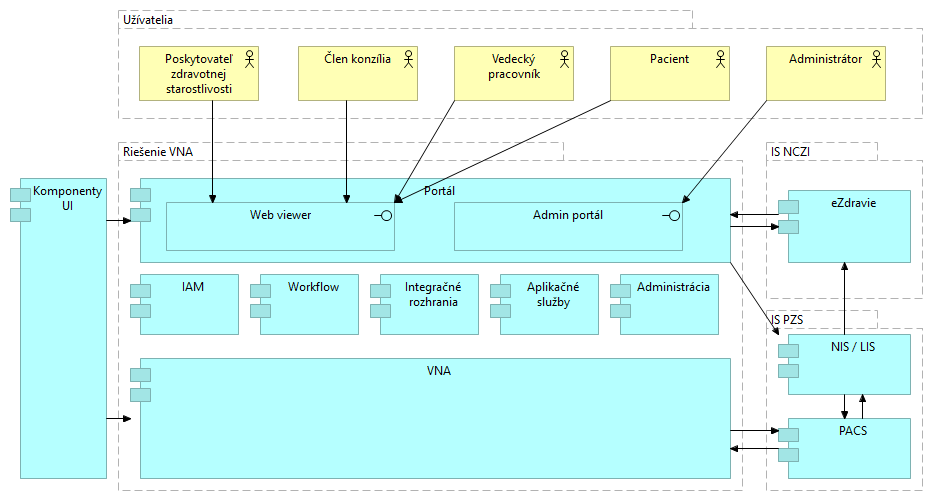 Užívatelia
Poskytovateľ
zdravotnej
starostlivosti
Člen konzília
Vedecký
pracovník
Pacient
Administrátor
Riešenie VNA
IS NCZI
Komponenty
UI
Portál
Web viewer
Admin portál
eZdravie
IAM
Workflow
Integračné
rozhrania
Aplikačné
služby
Administrácia
IS PZS
NIS / LIS
VNA
PACS